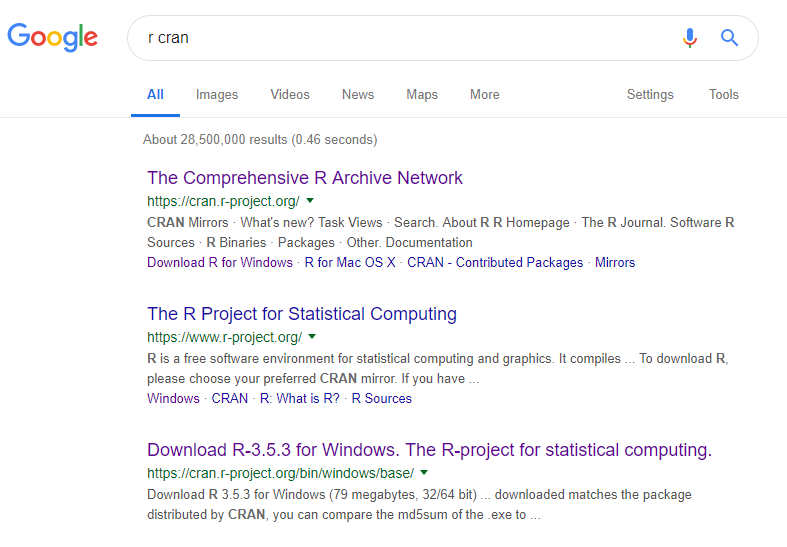 Google
r cran
All Images Videos News Maps More Settings Tools
About 28,500,000 results (0.46 seconds)
The Comprehensive R Archive Network
https://cran.r-project.org/
CRAN Mirrors · What's new? Task Views · Search. About R R Homepage · The R Journal. Software R
Sources · R Binaries · Packages · Other. Documentation
Download R for Windows · R for Mac OS X · CRAN - Contributed Packages · Mirrors
The R Project for Statistical Computing
https://www.r-project.org/
R is a free software environment for statistical computing and graphics. It compiles ... To download R,
please choose your preferred CRAN mirror. If you have ...
Windows · CRAN · R: What is R? · R Sources
Download R-3.5.3 for Windows. The R-project for statistical computing.
https://cran.r-project.org/bin/windows/base/
Download R 3.5.3 for Windows (79 megabytes, 32/64 bit) ... downloaded matches the package
distributed by CRAN, you can compare the md5sum of the .exe to ...